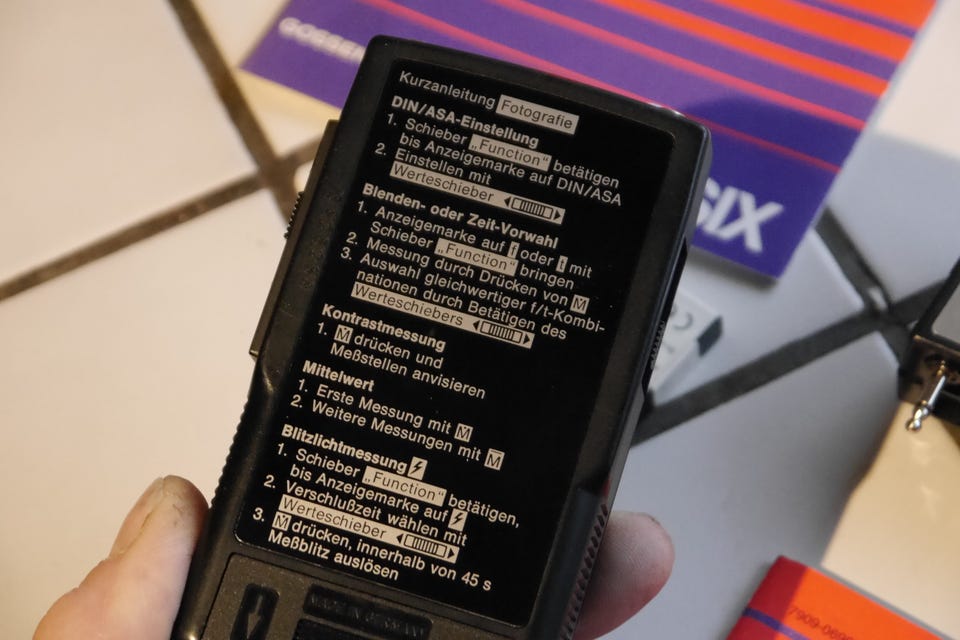 GOSSEN
SIX
Kurzanleitung Fotografie
DIN/ASA-Einstellung
1. Schieber „Function“ betätigen
bis Anzeigemarke auf DIN/ASA
2. Einstellen mit
Werteschieber
Blenden- oder Zeit-Vorwahl
1. Anzeigemarke auf f oder t mit
Schieber „Function“ bringen
2. Messung durch Drücken von M
3. Auswahl gleichwertiger f/t-Kombi-
nationen durch Betätigen des
Werteschiebers
Kontrastmessung
1. M drücken und
Meßstellen anvisieren
Mittelwert
1. Erste Messung mit M
2. Weitere Messungen mit M̅
Blitzlichtmessung
1. Schieber „Function“ betätigen,
bis Anzeigemarke auf
2. Verschlußzeit wählen mit
Werteschieber
3. M drücken, innerhalb von 45 s
Meßblitz auslösen